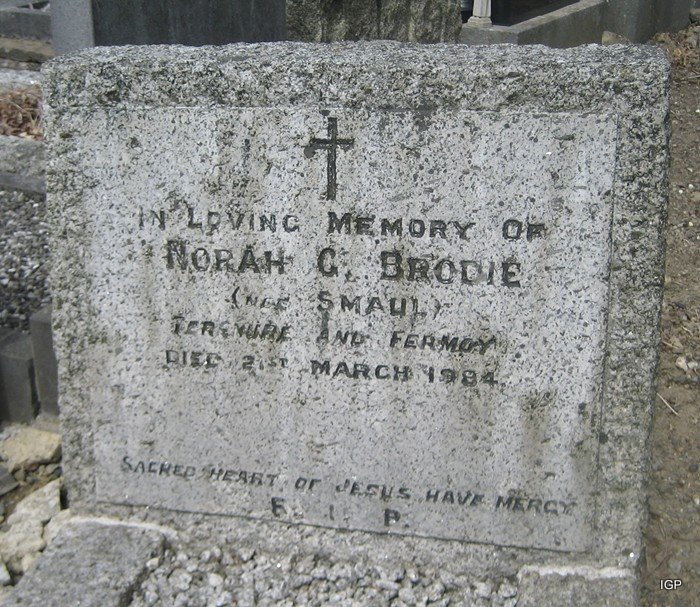 IN LOVING MEMORY OF
NORAH G. BRODIE
(NEE SMAUL)
TERENURE AND FERMOY
DIED 21ST MARCH 1984.
SACRED HEART OF JESUS HAVE MERCY
R. I. P.
IGP